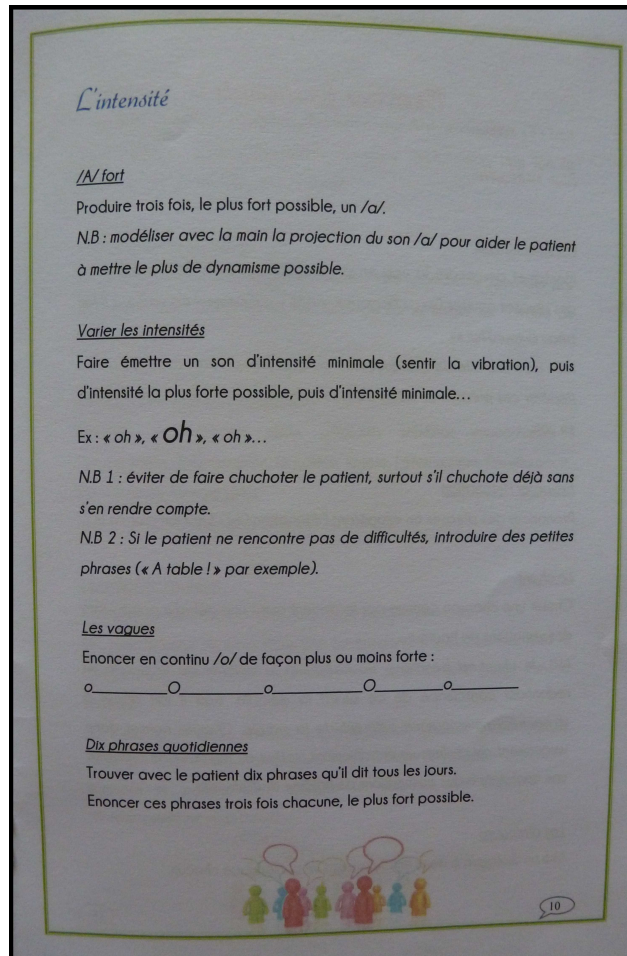 L'intensité
/A/ fort
Produire trois fois, le plus fort possible, un /a/.
N.B : modéliser avec la main la projection du son /a/ pour aider le patient
à mettre le plus de dynamisme possible.
Varier les intensités
Faire émettre un son d'intensité minimale (sentir la vibration), puis
d'intensité la plus forte possible, puis d'intensité minimale…
Ex : « oh », « oh », « oh »…
N.B 1 : éviter de faire chuchoter le patient, surtout s'il chuchote déjà sans
s'en rendre compte.
N.B 2 : Si le patient ne rencontre pas de difficultés, introduire des petites
phrases (« A table ! » par exemple).
Les vagues
Enoncer en continu /o/ de façon plus ou moins forte :
o________O________o_________O_______o_______
Dix phrases quotidiennes
Trouver avec le patient dix phrases qu'il dit tous les jours.
Enoncer ces phrases trois fois chacune, le plus fort possible.
10